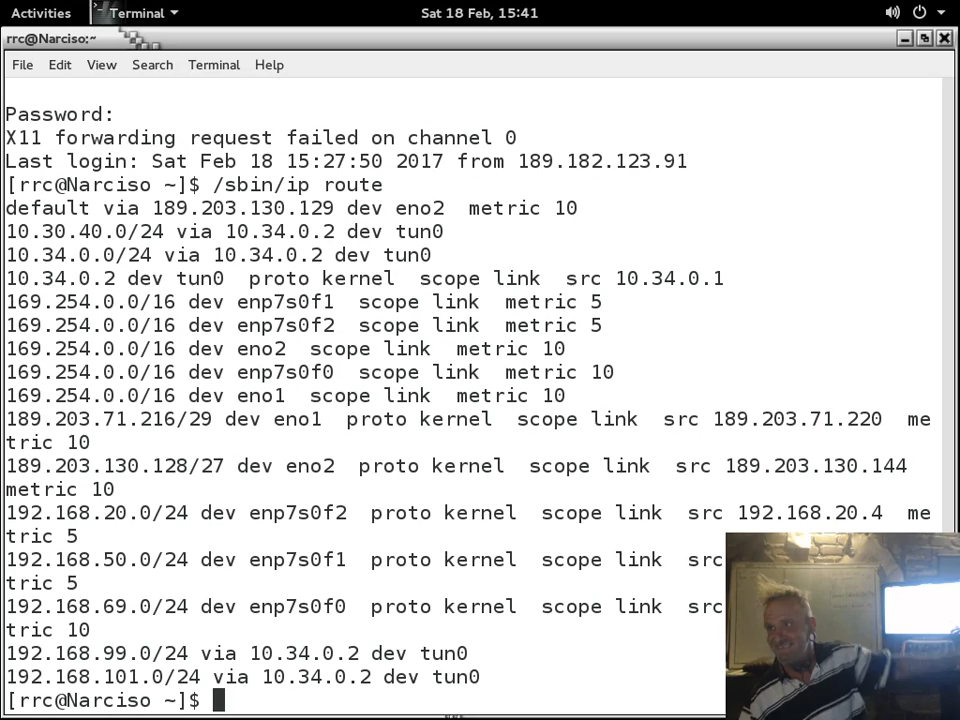 Activities Terminal Sat 18 Feb, 15:41
rrc@Narciso:~
File Edit View Search Terminal Help
Password:
X11 forwarding request failed on channel 0
Last login: Sat Feb 18 15:27:50 2017 from 189.182.123.91
[rrc@Narciso ~]$ /sbin/ip route
default via 189.203.130.129 dev eno2  metric 10
10.30.40.0/24 via 10.34.0.2 dev tun0
10.34.0.0/24 via 10.34.0.2 dev tun0
10.34.0.2 dev tun0  proto kernel  scope link  src 10.34.0.1
169.254.0.0/16 dev enp7s0f1  scope link  metric 5
169.254.0.0/16 dev enp7s0f2  scope link  metric 5
169.254.0.0/16 dev eno2  scope link  metric 10
169.254.0.0/16 dev enp7s0f0  scope link  metric 10
169.254.0.0/16 dev eno1  scope link  metric 10
189.203.71.216/29 dev eno1  proto kernel  scope link  src 189.203.71.220  me
tric 10
189.203.130.128/27 dev eno2  proto kernel  scope link  src 189.203.130.144
metric 10
192.168.20.0/24 dev enp7s0f2  proto kernel  scope link  src 192.168.20.4  me
tric 5
192.168.50.0/24 dev enp7s0f1  proto kernel  scope link  src
tric 5
192.168.69.0/24 dev enp7s0f0  proto kernel  scope link  src
tric 10
192.168.99.0/24 via 10.34.0.2 dev tun0
192.168.101.0/24 via 10.34.0.2 dev tun0
[rrc@Narciso ~]$